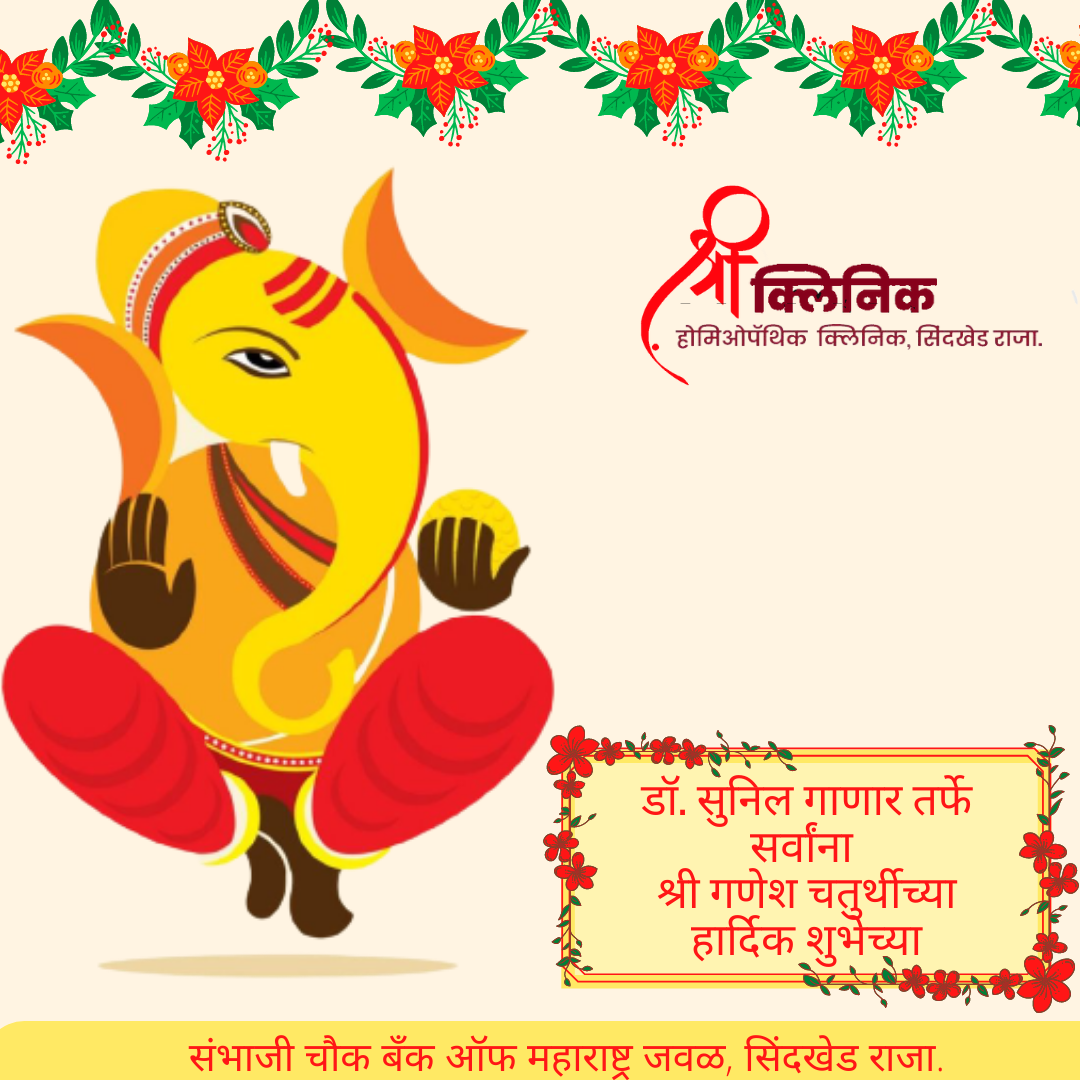 श्री क्लिनिक
होमिओपॅथिक क्लिनिक, सिंदखेड राजा.
डॉ. सुनिल गाणार तर्फे
सर्वांना
श्री गणेश चतुर्थीच्या
हार्दिक शुभेच्या
संभाजी चौक बँक ऑफ महाराष्ट्र जवळ, सिंदखेड राजा.